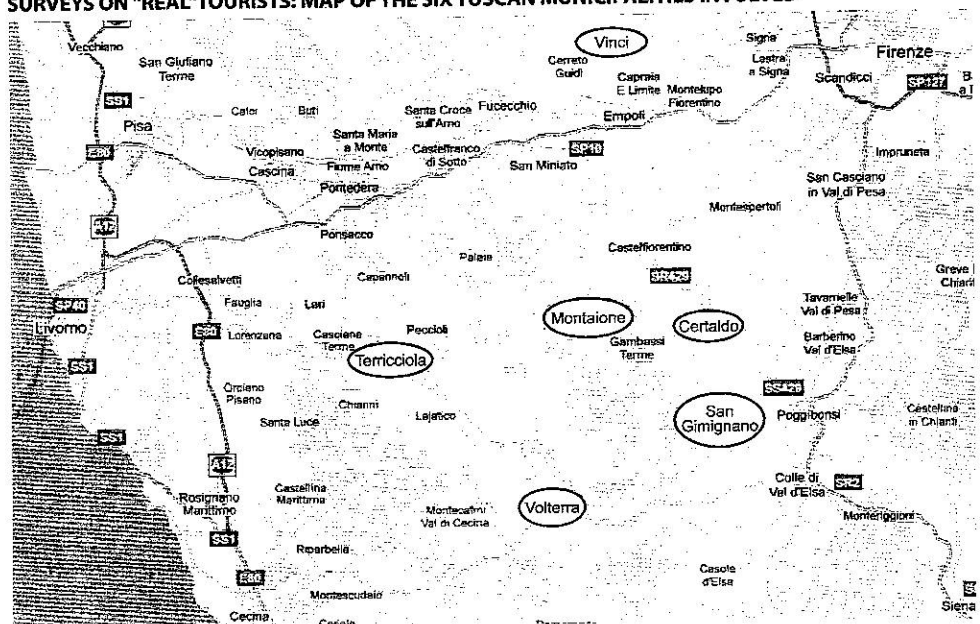 SURVEYS ON "REAL" TOURISTS: MAP OF THE SIX TUSCAN MUNICIPALITIES INVOLVED
Vecchiano
San Giuliano
Terme
SS1
Pisa
E80
Buti
Vicopisano
Cascina
Santa Maria
a Monte
Fiume Arno
Pontedera
Ponsacco
Santa Croce
sull'Arno
Castelfranco
di Sotto
Fucecchio
San Miniato
Vinci
Cerreto
Guidi
Capraia
E Limite
Montelupo
Fiorentino
Empoli
Signa
Lastra
a Signa
Scandicci
Firenze
SP127
Impruneta
San Casciano
in Val di Pesa
Montespertoli
Castelfiorentino
Palaia
Capannoli
Collesalvetti
Fauglia
Lari
Lorenzana
Casciana
Terme
Peccioli
Terricciola
Livorno
SP40
SS1
E80
Montaione
Certaldo
Gambassi
Terme
Tavarnelle
Val di Pesa
Barberino
Val d'Elsa
Greve
Chianti
San
Gimignano
Poggibonsi
Castellina
in Chianti
Orciano
Pisano
Santa Luce
Chianni
Lajatico
SS1
A12
Rosignano
Marittimo
Castellina
Marittima
Montecatini
Val di Cecina
Volterra
Colle di
Val d'Elsa
SR2
Monteriggioni
SS1
Riparbella
E80
Montescudaio
Cecina
Casole
d'Elsa
Siena